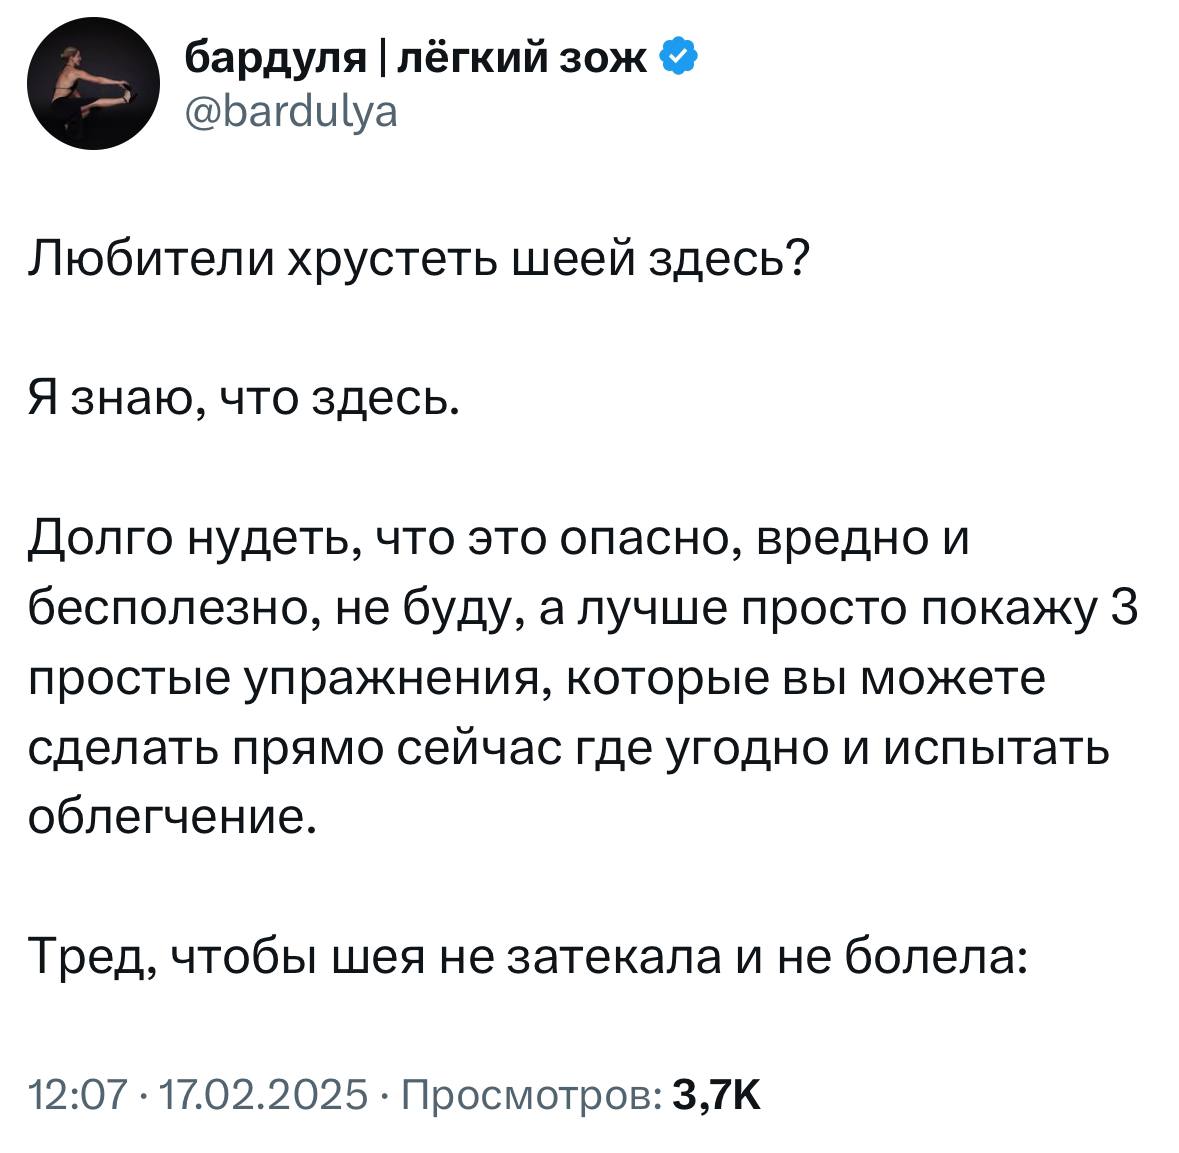 бардуля | лёгкий зож
@bardulya
Любители хрустеть шеей здесь?
Я знаю, что здесь.
Долго нудеть, что это опасно, вредно и
бесполезно, не буду, а лучше просто покажу 3
простые упражнения, которые вы можете
сделать прямо сейчас где угодно и испытать
облегчение.
Тред, чтобы шея не затекала и не болела:
12:07 · 17.02.2025 · Просмотров: 3,7K